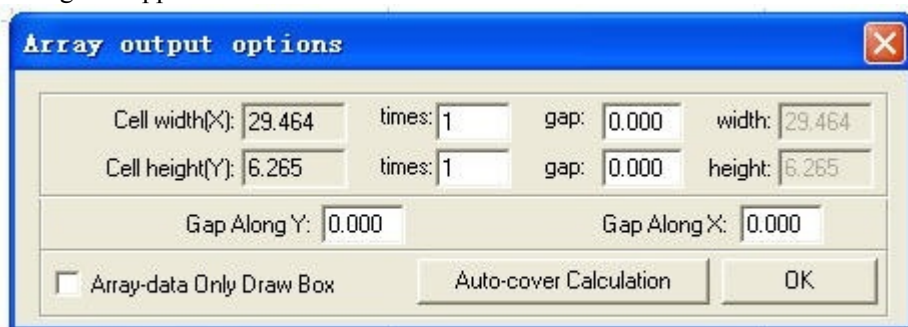 Array output options
Cell width(X): 29.464 times: 1 gap: 0.000 width: 29.464
Cell height(Y): 6.265 times: 1 gap: 0.000 height: 6.265
Gap Along Y: 0.000 Gap Along X: 0.000
Array-data Only Draw Box Auto-cover Calculation OK